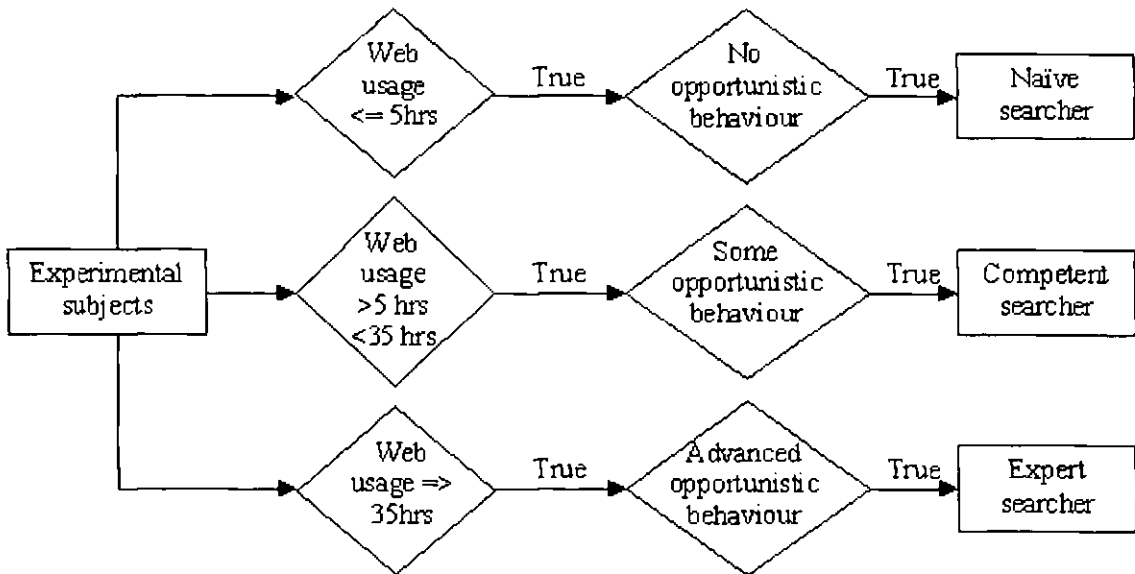 Web
usage
<= 5hrs
True
No
opportunistic
behaviour
True
Naïve
searcher
Experimental
subjects
Web
usage
>5 hrs
<35 hrs
True
Some
opportunistic
behaviour
True
Competent
searcher
Web
usage =>
35hrs
True
Advanced
opportunistic
behaviour
True
Expert
searcher